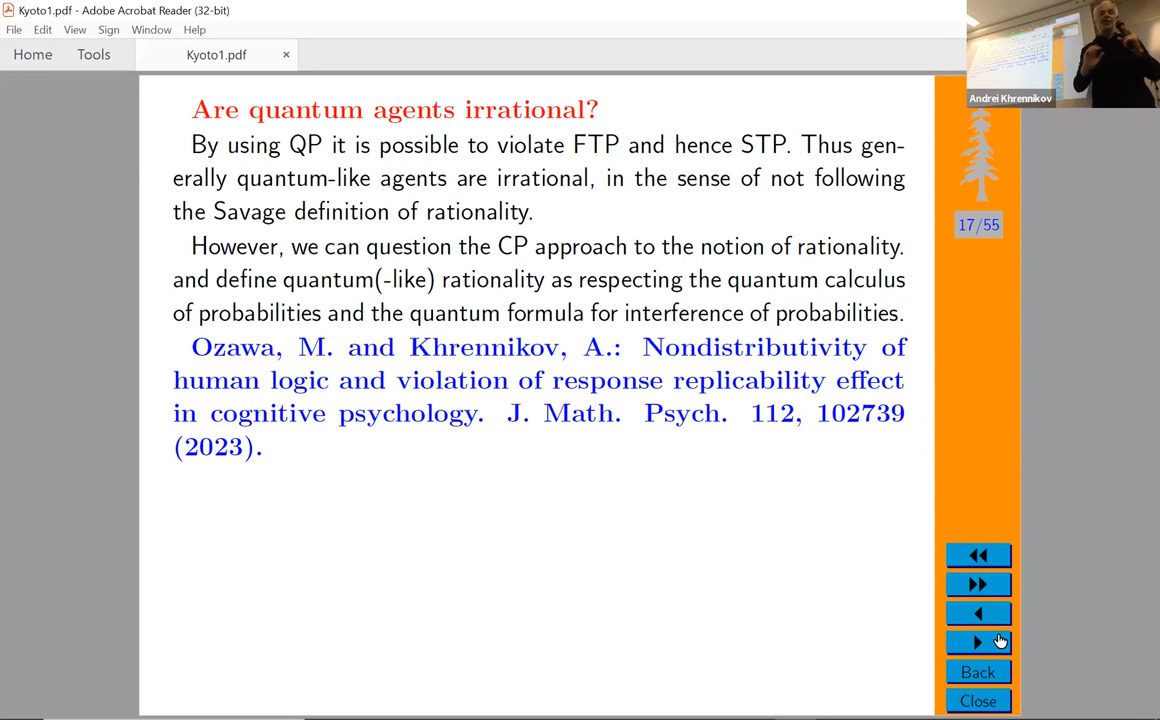 Kyoto1.pdf - Adobe Acrobat Reader (32-bit)
File Edit View Sign Window Help
Home Tools Kyoto1.pdf ×
Andrei Khrennikov
Are quantum agents irrational?
By using QP it is possible to violate FTP and hence STP. Thus gen-
erally quantum-like agents are irrational, in the sense of not following
the Savage definition of rationality.
However, we can question the CP approach to the notion of rationality.
and define quantum(-like) rationality as respecting the quantum calculus
of probabilities and the quantum formula for interference of probabilities.
Ozawa, M. and Khrennikov, A.: Nondistributivity of
human logic and violation of response replicability effect
in cognitive psychology. J. Math. Psych. 112, 102739
(2023).
17/55
Back
Close